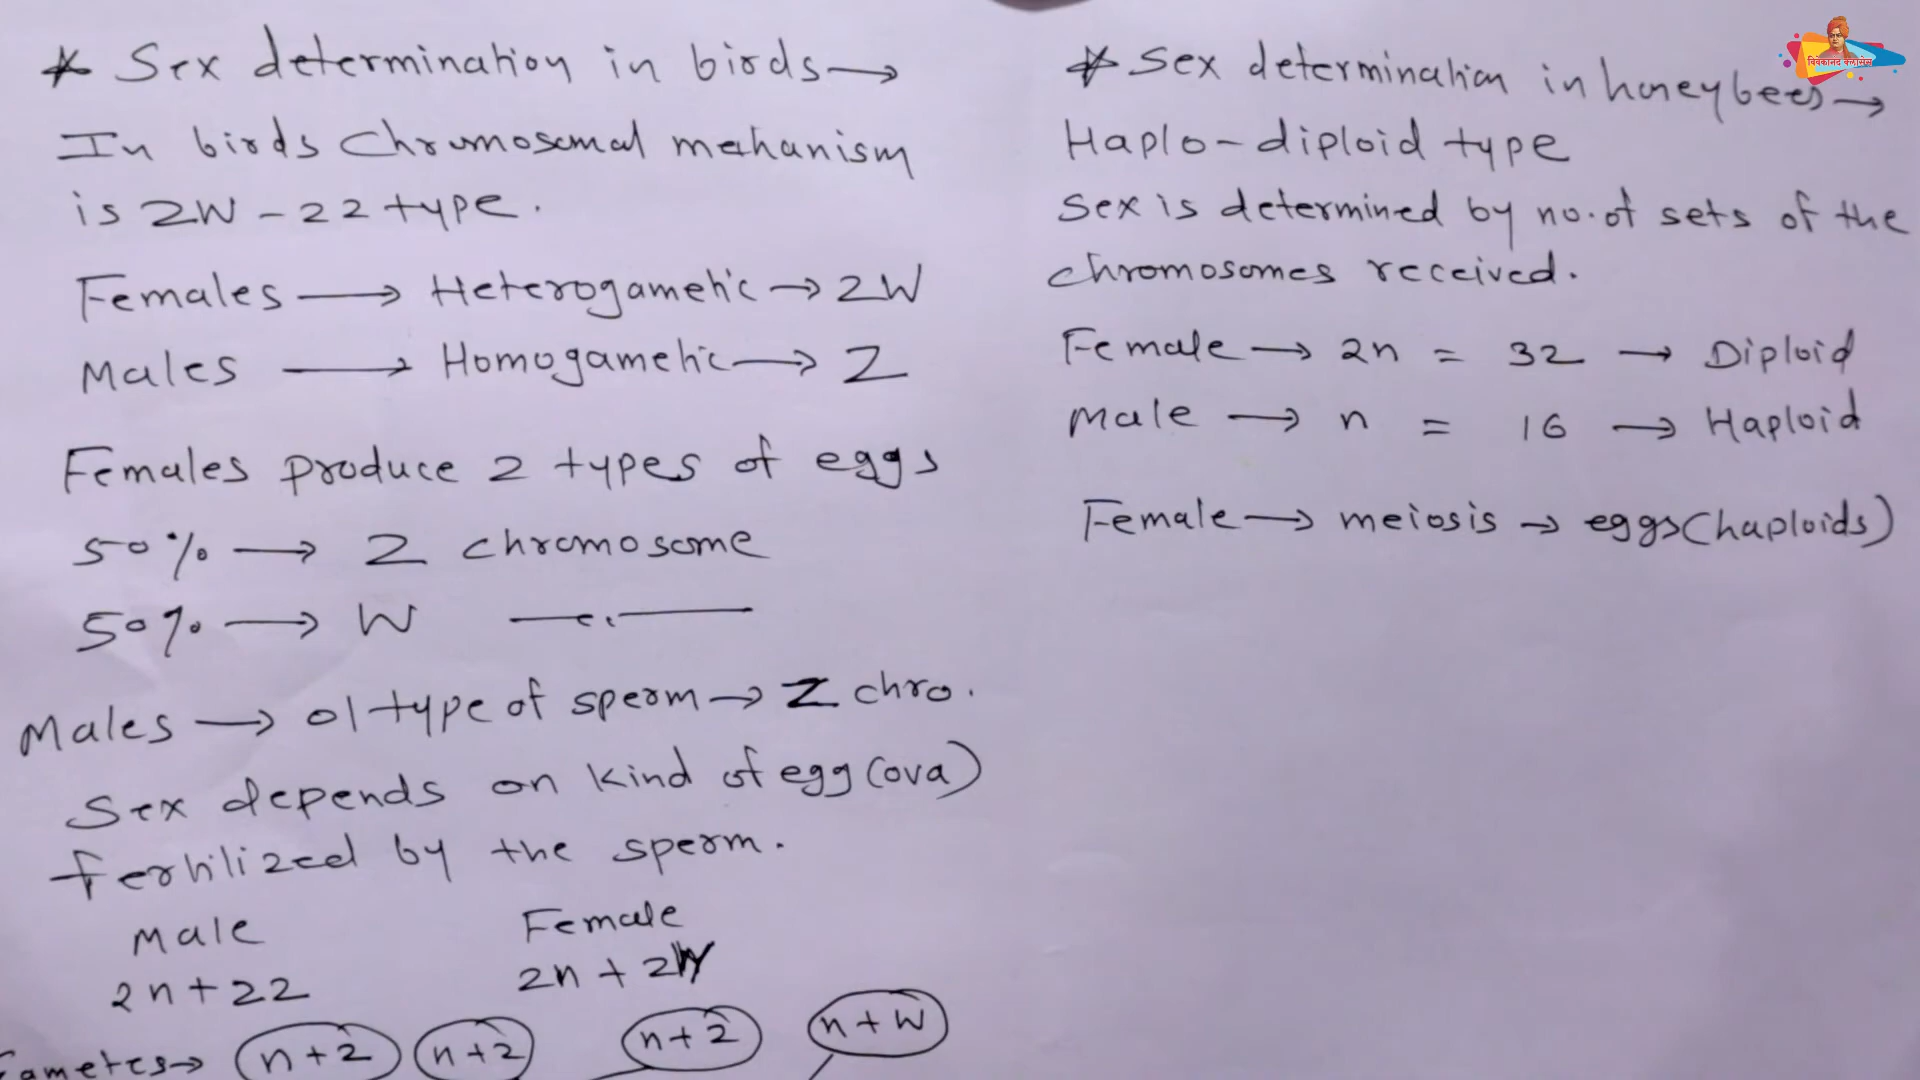 * Sex determination in birds →
In birds Chromosomal mehanism
is ZW - ZZ type.
Females → Heterogametic → ZW
Males → Homogametic → Z
Females produce 2 types of eggs
50% → Z chromosome
50% → W —〃—
Males → 01 type of sperm → Z chro.
Sex depends on kind of egg (ova)
fertilized by the sperm.
Male Female
2n + ZZ 2n + ZW
Gametes → n+Z n+Z n+Z n+W
* Sex determination in honeybees →
Haplo-diploid type
Sex is determined by no. of sets of the
chromosomes received.
Female → 2n = 32 → Diploid
Male → n = 16 → Haploid
Female → meiosis → eggs (haploids)
विवेकानंद क्लासेस